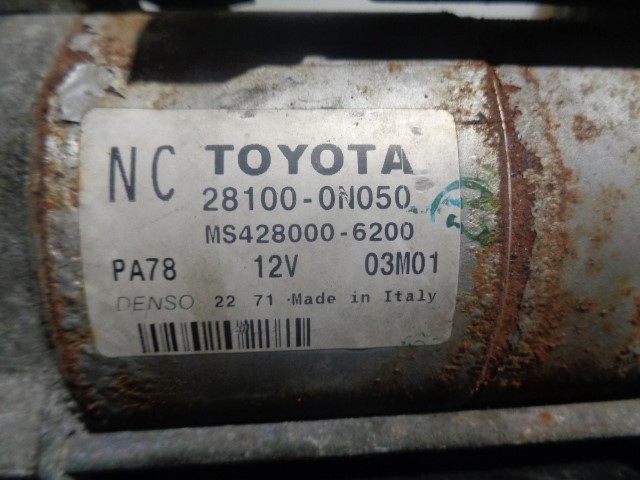 NC TOYOTA
28100-0N050
MS428000-6200
PA78 12V 03M01
DENSO 22 71 ·Made in Italy